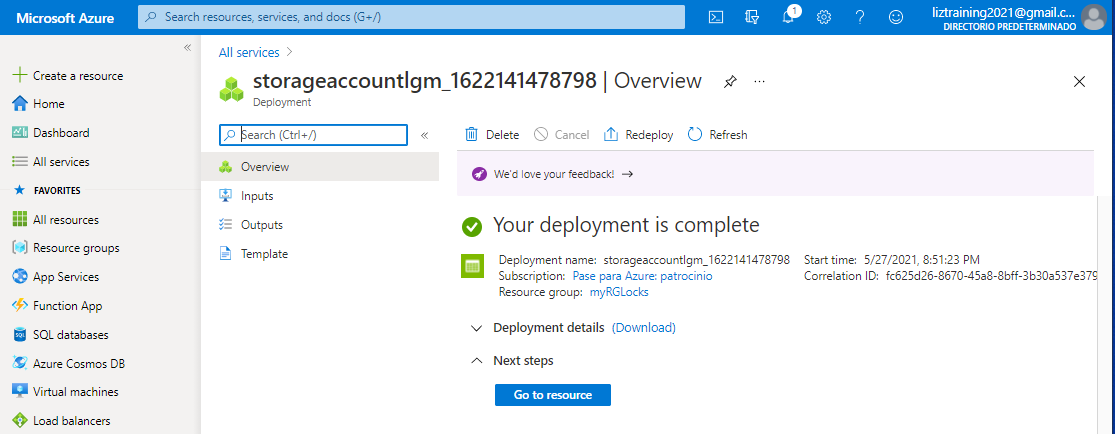 Microsoft Azure
Search resources, services, and docs (G+/)
1
liztraining2021@gmail.c...
DIRECTORIO PREDETERMINADO
Create a resource
Home
Dashboard
All services
FAVORITES
All resources
Resource groups
App Services
Function App
SQL databases
Azure Cosmos DB
Virtual machines
Load balancers
All services
storageaccountlgm_1622141478798 | Overview
Deployment
Search (Ctrl+/)
Overview
Inputs
Outputs
Template
Delete
Cancel
Redeploy
Refresh
We'd love your feedback!
Your deployment is complete
Deployment name: storageaccountlgm_1622141478798
Subscription: Pase para Azure: patrocinio
Resource group: myRGLocks
Start time: 5/27/2021, 8:51:23 PM
Correlation ID: fc625d26-8670-45a8-8bff-3b30a537e379
Deployment details (Download)
Next steps
Go to resource